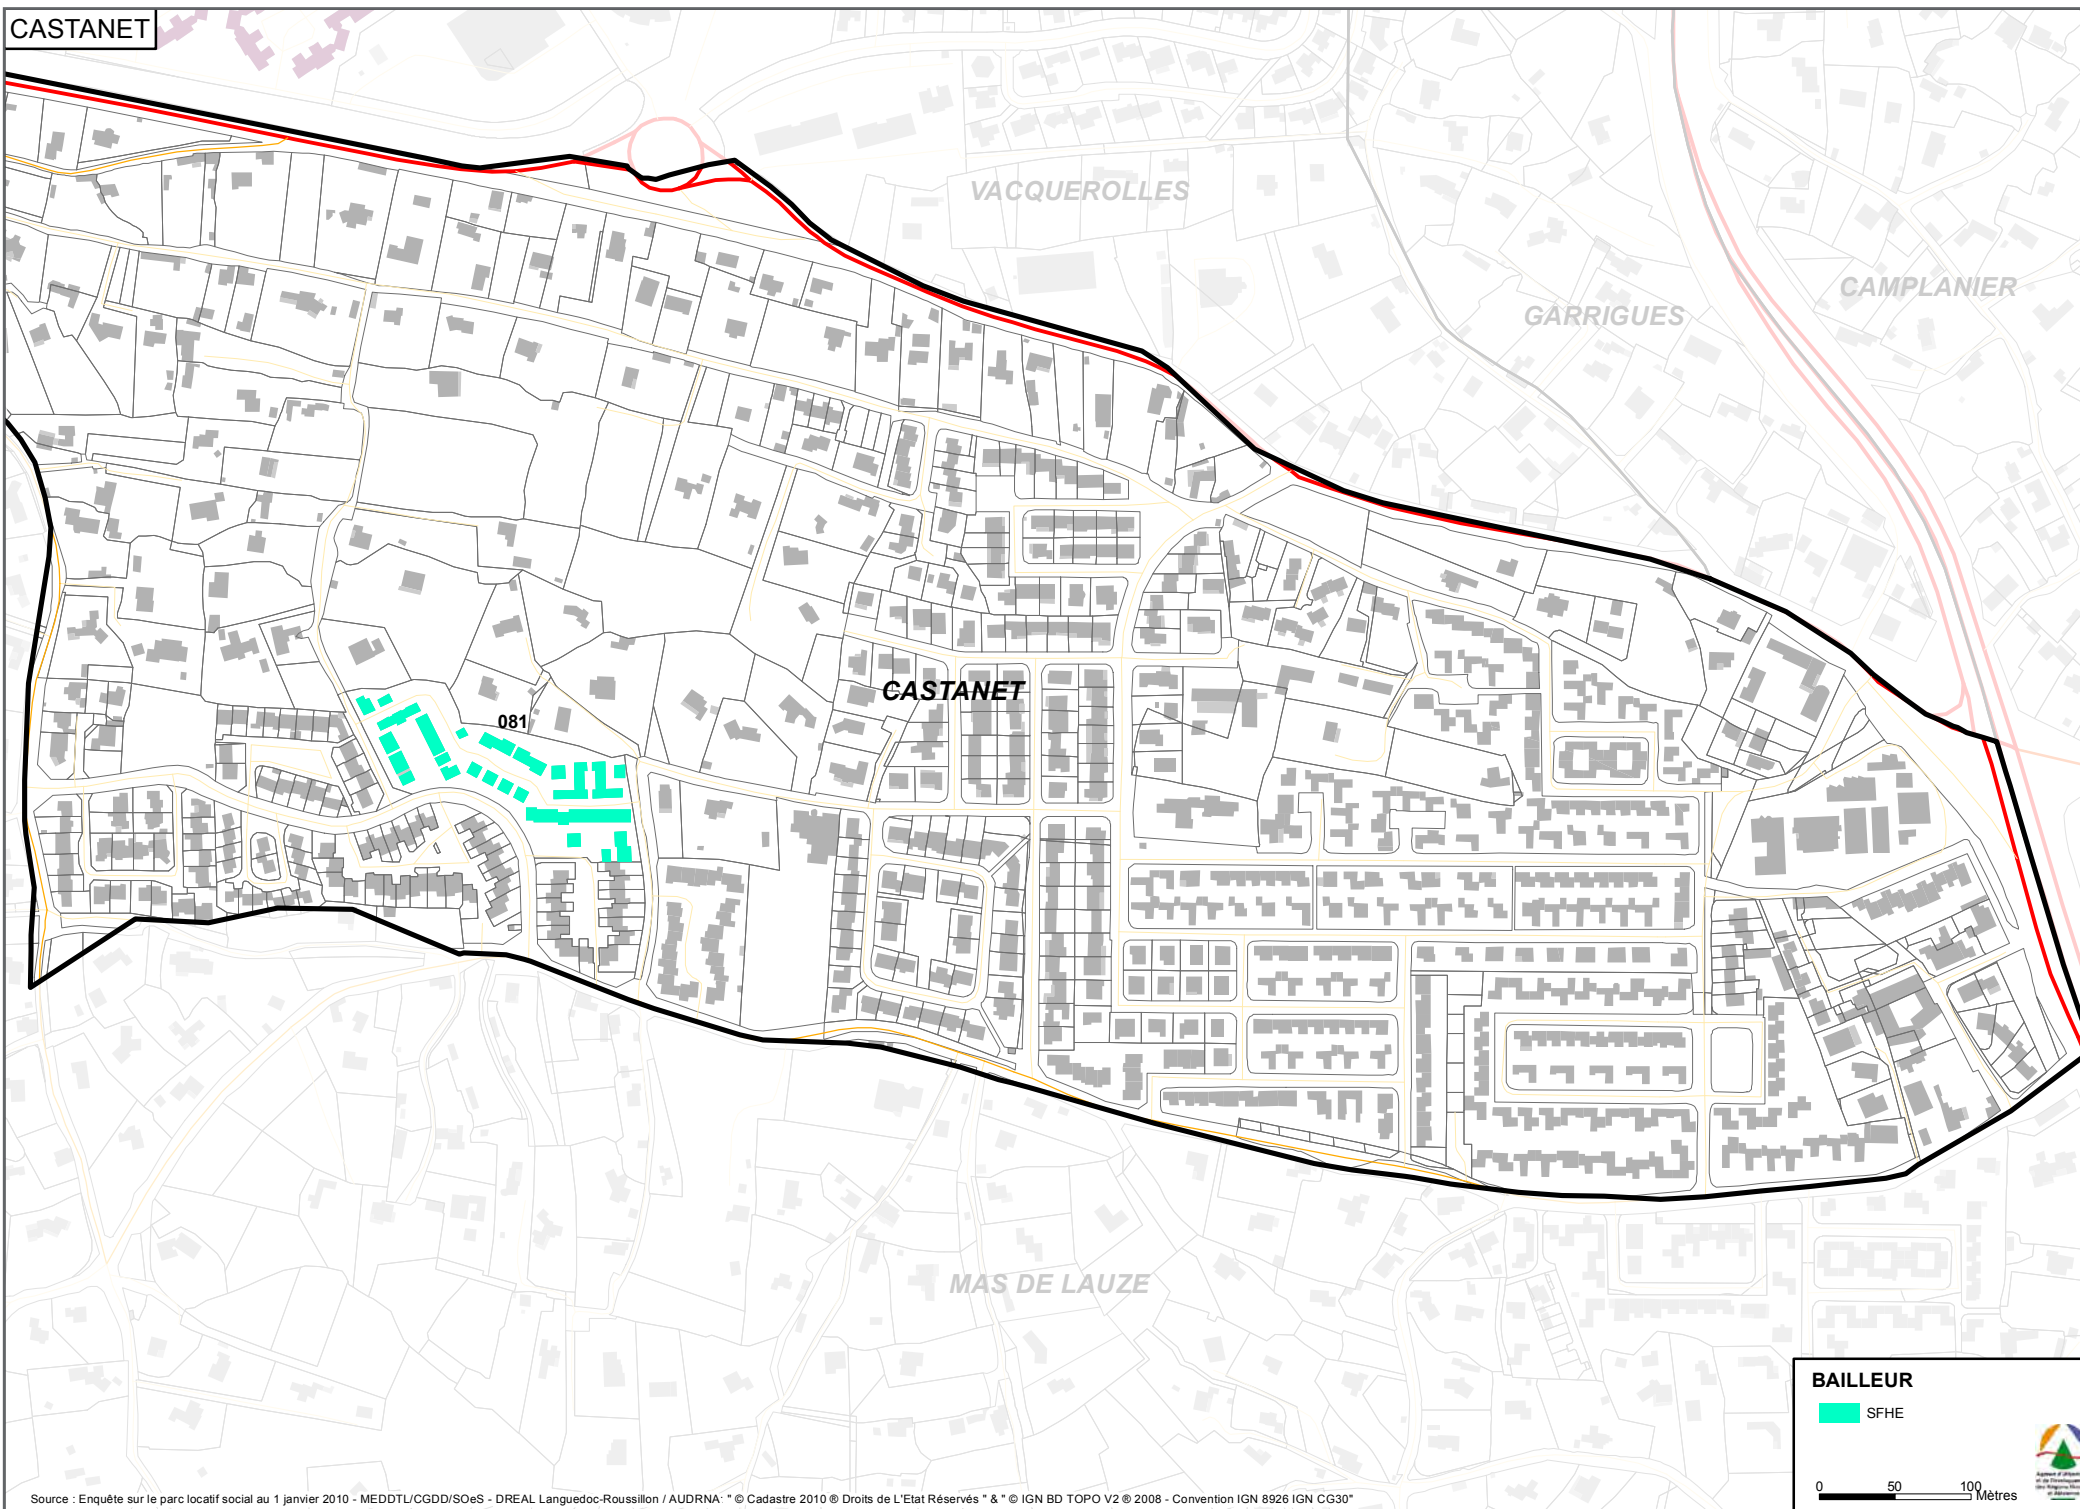 CASTANET
VACQUEROLLES
CAMPLANIER
GARRIGUES
CASTANET
081
MAS DE LAUZE
BAILLEUR
SFHE
0 50 100 Mètres
Source : Enquête sur le parc locatif social au 1 janvier 2010 - MEDDTL/CGDD/SOeS - DREAL Languedoc-Roussillon / AUDRNA: " © Cadastre 2010 ® Droits de L'Etat Réservés " & " © IGN BD TOPO V2 ® 2008 - Convention IGN 8926 IGN CG30"